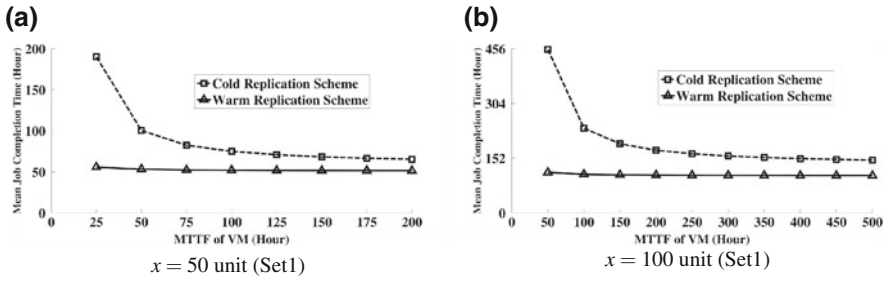 (a)
Mean Job Completion Time (Hour)
200
150
100
50
0
Cold Replication Scheme
Warm Replication Scheme
0 25 50 75 100 125 150 175 200
MTTF of VM (Hour)
x = 50 unit (Set1)
(b)
Mean Job Completion Time (Hour)
456
304
152
0
Cold Replication Scheme
Warm Replication Scheme
0 50 100 150 200 250 300 350 400 450 500
MTTF of VM (Hour)
x = 100 unit (Set1)